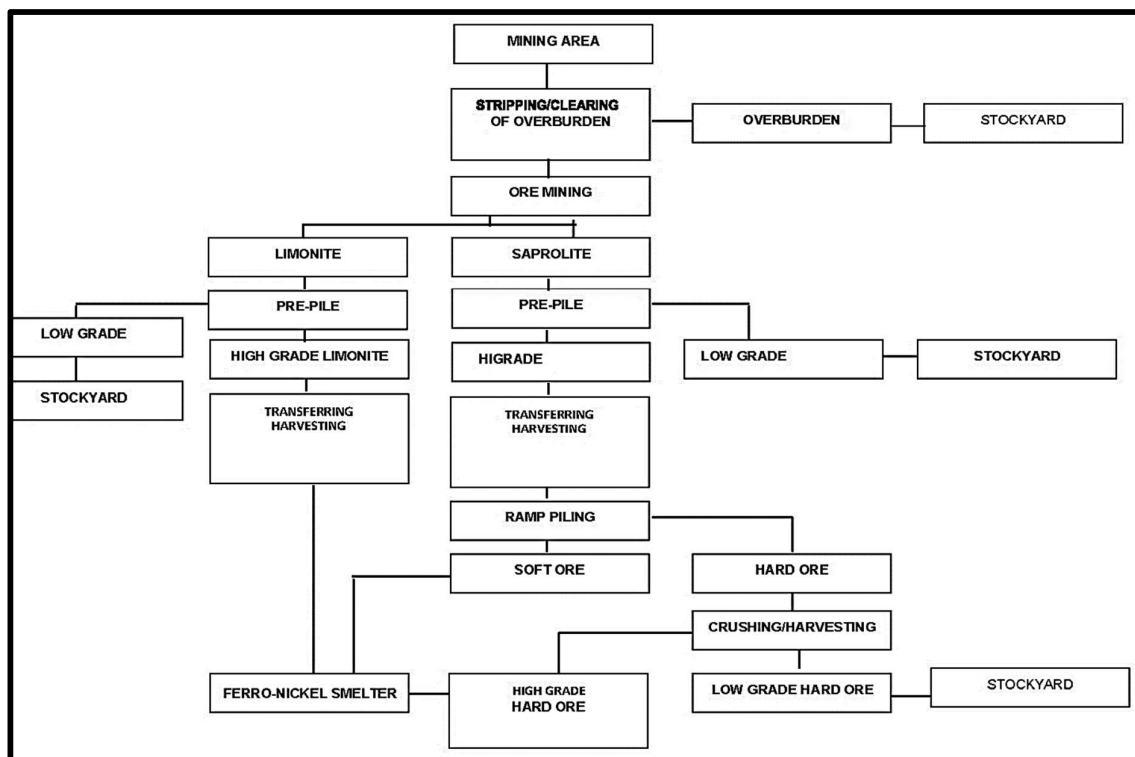 MINING AREA
STRIPPING/CLEARING
OF OVERBURDEN
OVERBURDEN
STOCKYARD
ORE MINING
LIMONITE
SAPROLITE
PRE-PILE
PRE-PILE
LOW GRADE
HIGH GRADE LIMONITE
HIGRADE
LOW GRADE
STOCKYARD
STOCKYARD
TRANSFERRING
HARVESTING
TRANSFERRING
HARVESTING
RAMP PILING
SOFT ORE
HARD ORE
CRUSHING/HARVESTING
FERRO-NICKEL SMELTER
HIGH GRADE
HARD ORE
LOW GRADE HARD ORE
STOCKYARD